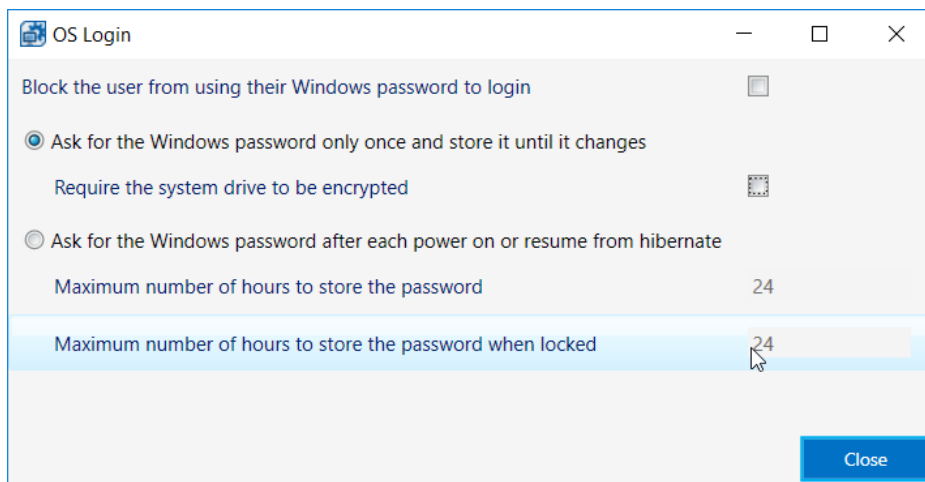 OS Login
Block the user from using their Windows password to login
Ask for the Windows password only once and store it until it changes
Require the system drive to be encrypted
Ask for the Windows password after each power on or resume from hibernate
Maximum number of hours to store the password 24
Maximum number of hours to store the password when locked 24
Close